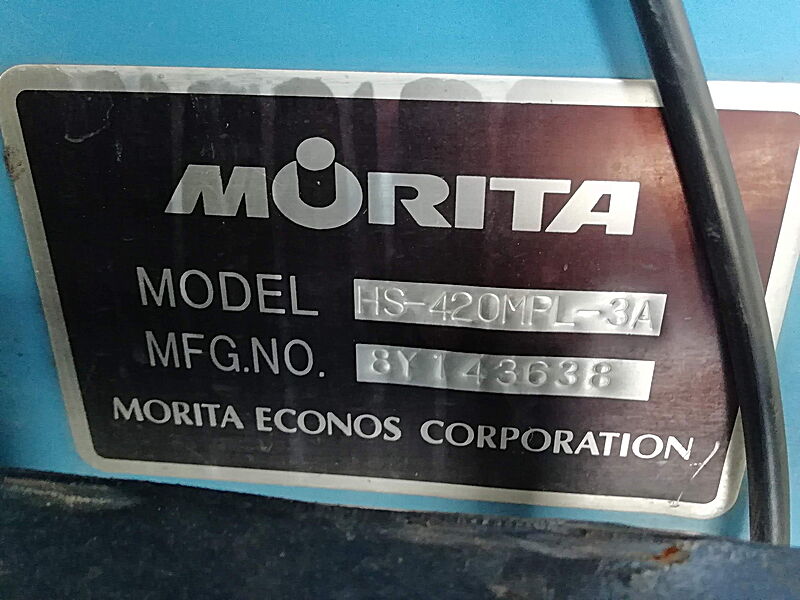 MORITA
MODEL HS-420MPL-3A
MFG.NO. 8Y143638
MORITA ECONOS CORPORATION